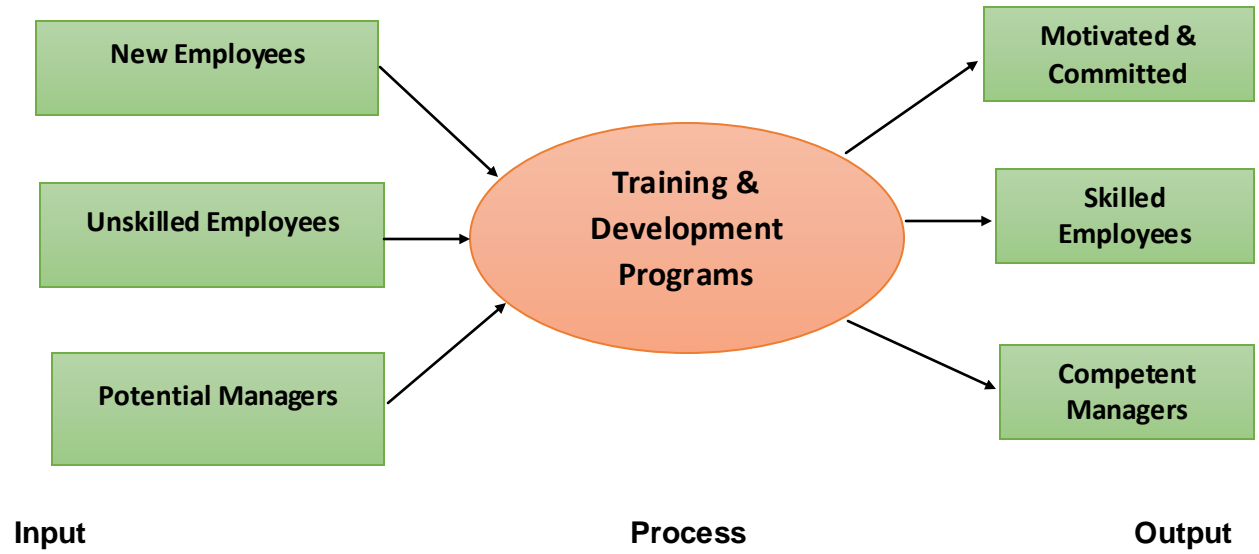 New Employees
Unskilled Employees
Potential Managers
Training &
Development
Programs
Motivated &
Committed
Skilled
Employees
Competent
Managers
Input
Process
Output